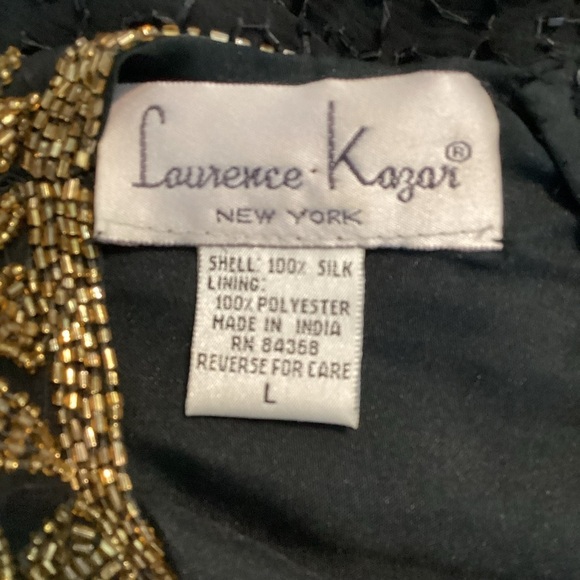 Laurence·Kazar®
NEW YORK
SHELL: 100% SILK
LINING:
100% POLYESTER
MADE IN INDIA
RN 84368
REVERSE FOR CARE
L